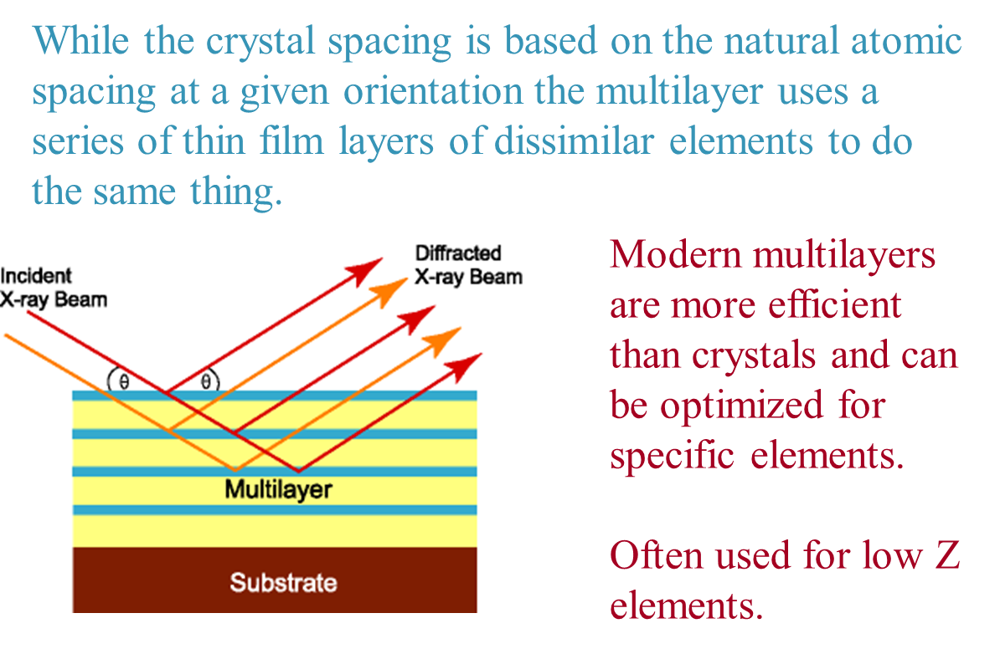 While the crystal spacing is based on the natural atomic
spacing at a given orientation the multilayer uses a
series of thin film layers of dissimilar elements to do
the same thing.
Incident
X-ray Beam
Diffracted
X-ray Beam
θ
θ
Multilayer
Substrate
Modern multilayers
are more efficient
than crystals and can
be optimized for
specific elements.
Often used for low Z
elements.